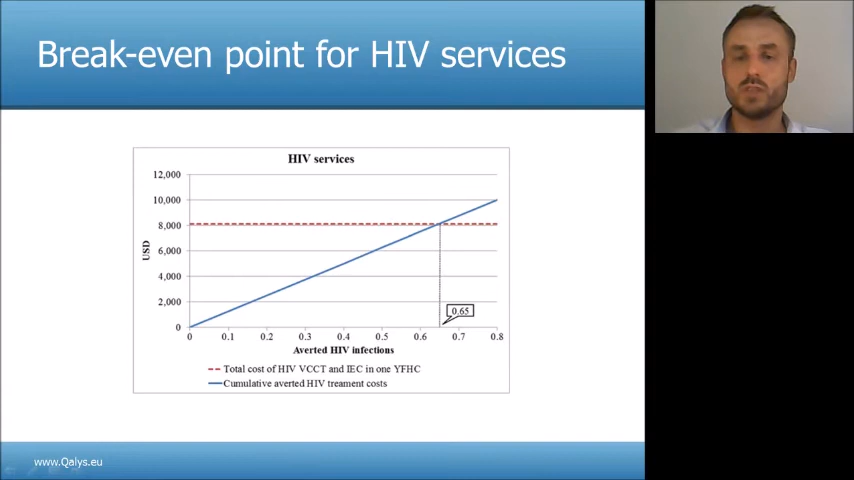 Break-even point for HIV services
HIV services
12,000
10,000
8,000
6,000
4,000
2,000
0
USD
0.65
0 0.1 0.2 0.3 0.4 0.5 0.6 0.7 0.8
Averted HIV infections
Total cost of HIV VCCT and IEC in one YFHC
Cumulative averted HIV treament costs
www.Qalys.eu